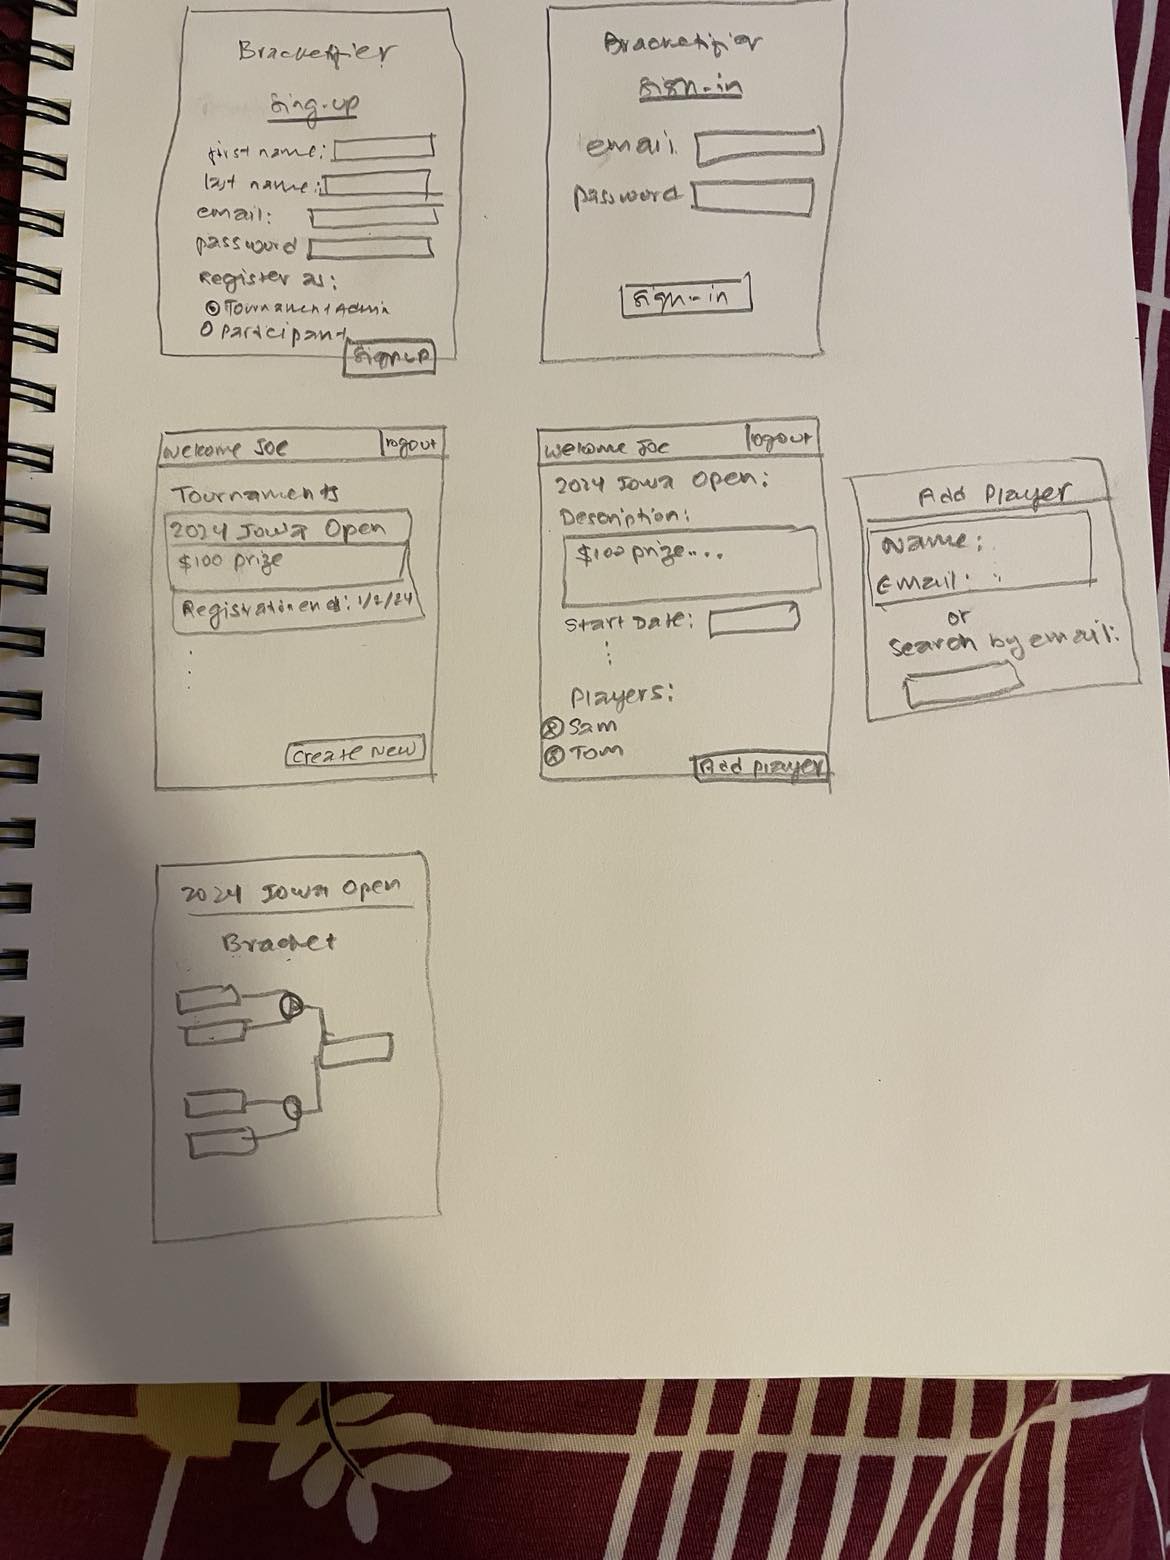 Bracketifier
Sing-up
first name:
last name:
email:
password
Register as:
Tournament Admin
participant
Signup
Bracketifier
Sign-in
email
password
Sign-in
Welcome Joe
logout
Tournaments
2024 Iowa Open
$100 prize
Registration end: 1/2/24
Create New
Welcome Joe
logout
2024 Iowa Open:
Description:
$100 prize...
Start Date:
Players:
Sam
Tom
Add player
Add Player
Name:
Email:
or
Search by email:
2024 Iowa Open
Bracket